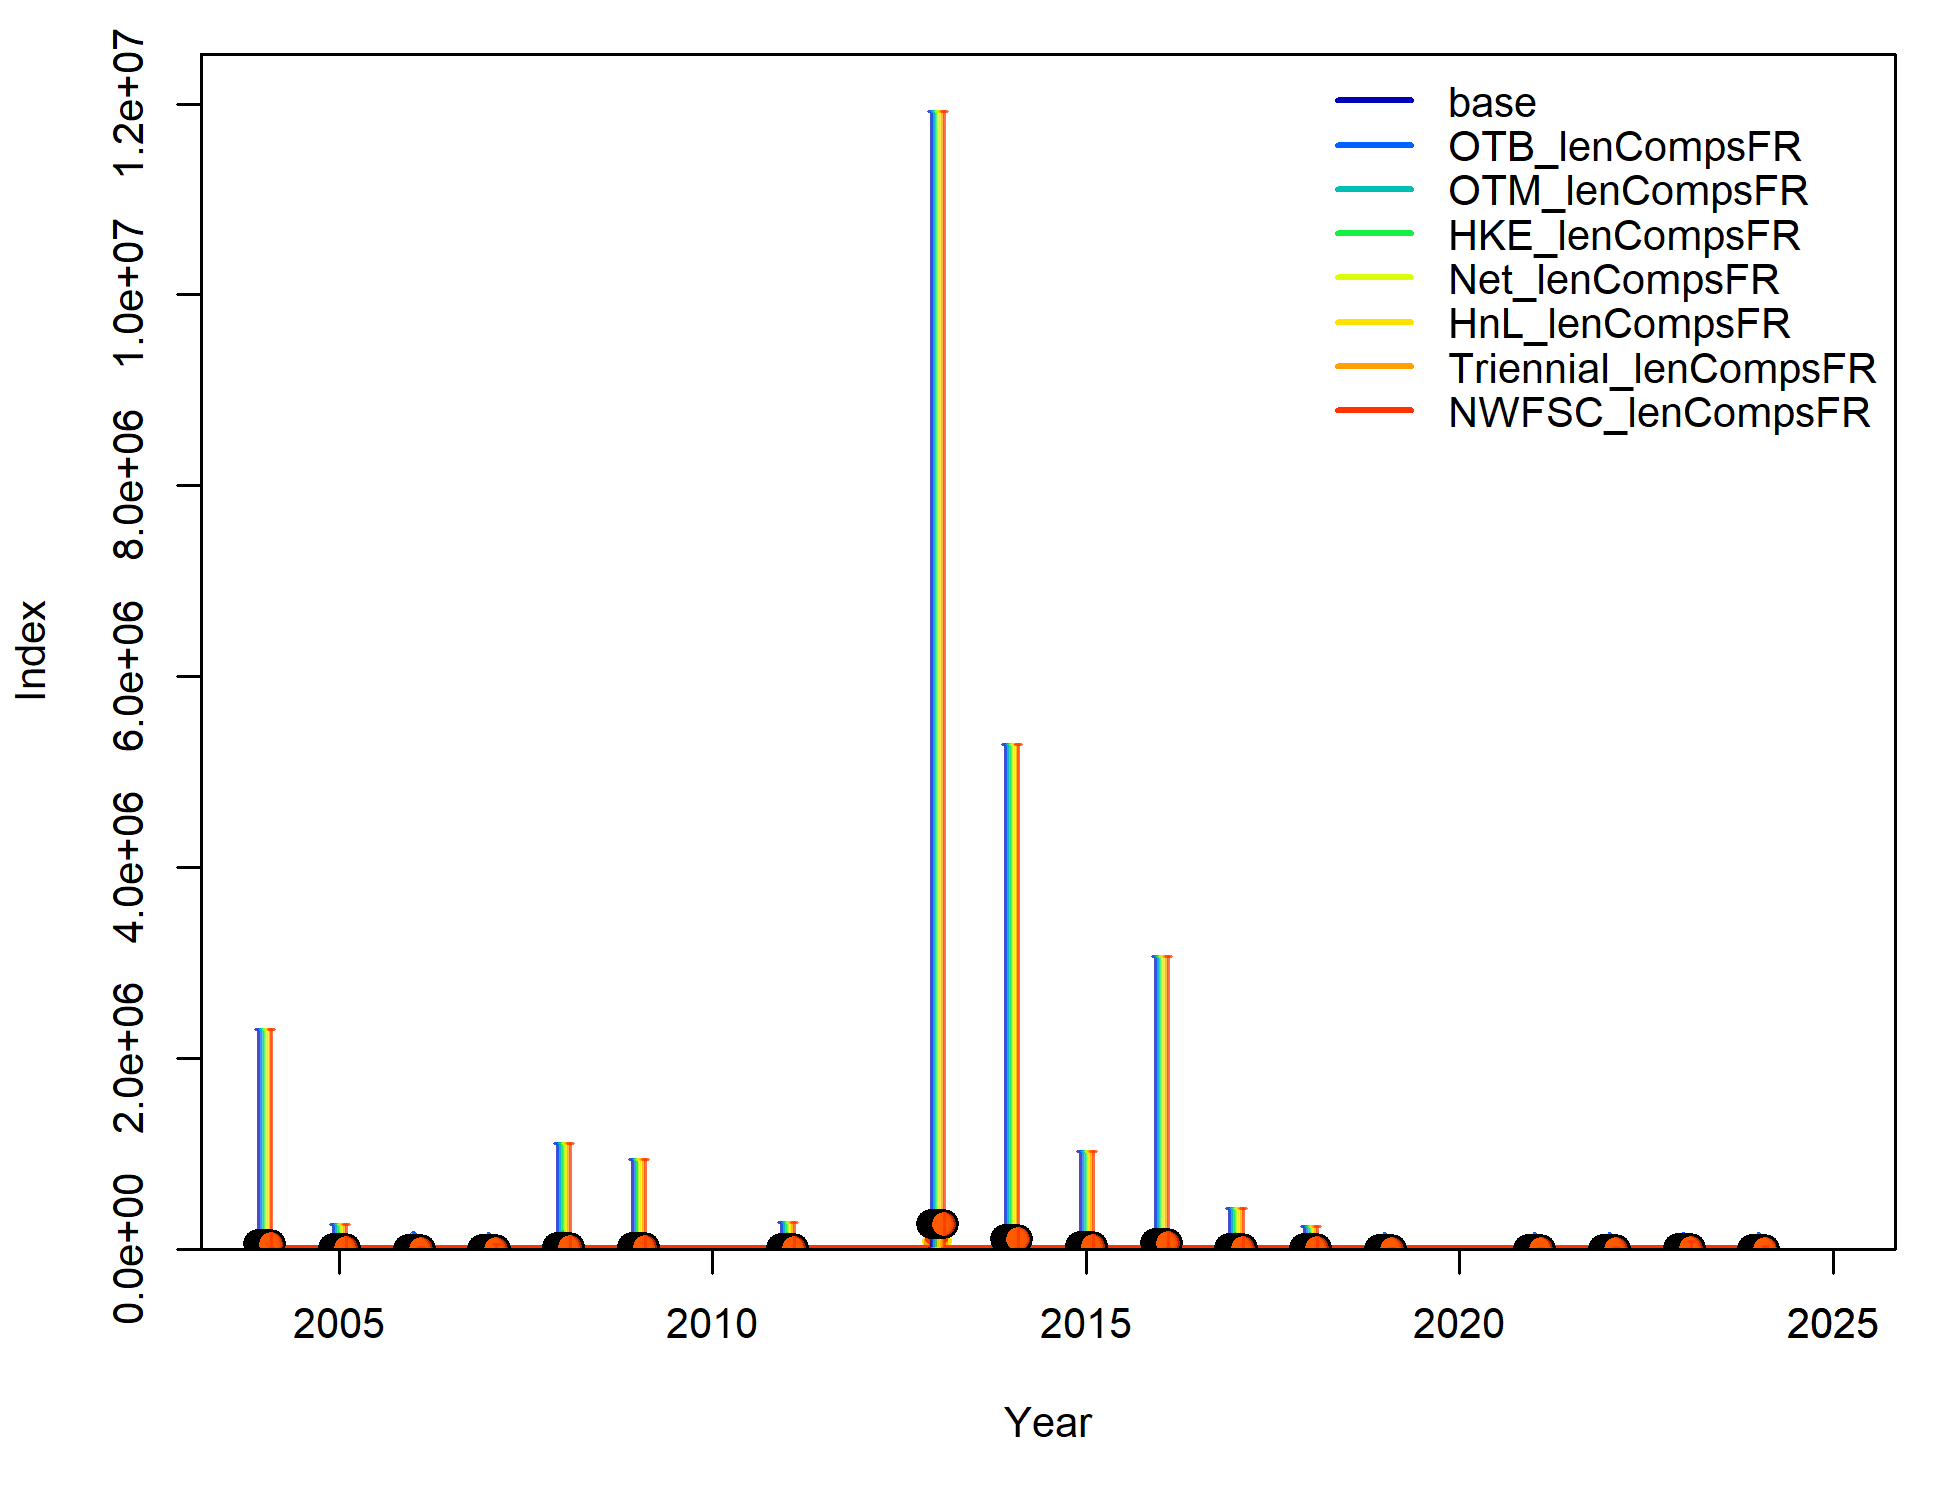 1.2e+07
1.0e+07
8.0e+06
6.0e+06
4.0e+06
2.0e+06
0.0e+00
Index
base
OTB_lenCompsFR
OTM_lenCompsFR
HKE_lenCompsFR
Net_lenCompsFR
HnL_lenCompsFR
Triennial_lenCompsFR
NWFSC_lenCompsFR
2005 2010 2015 2020 2025
Year